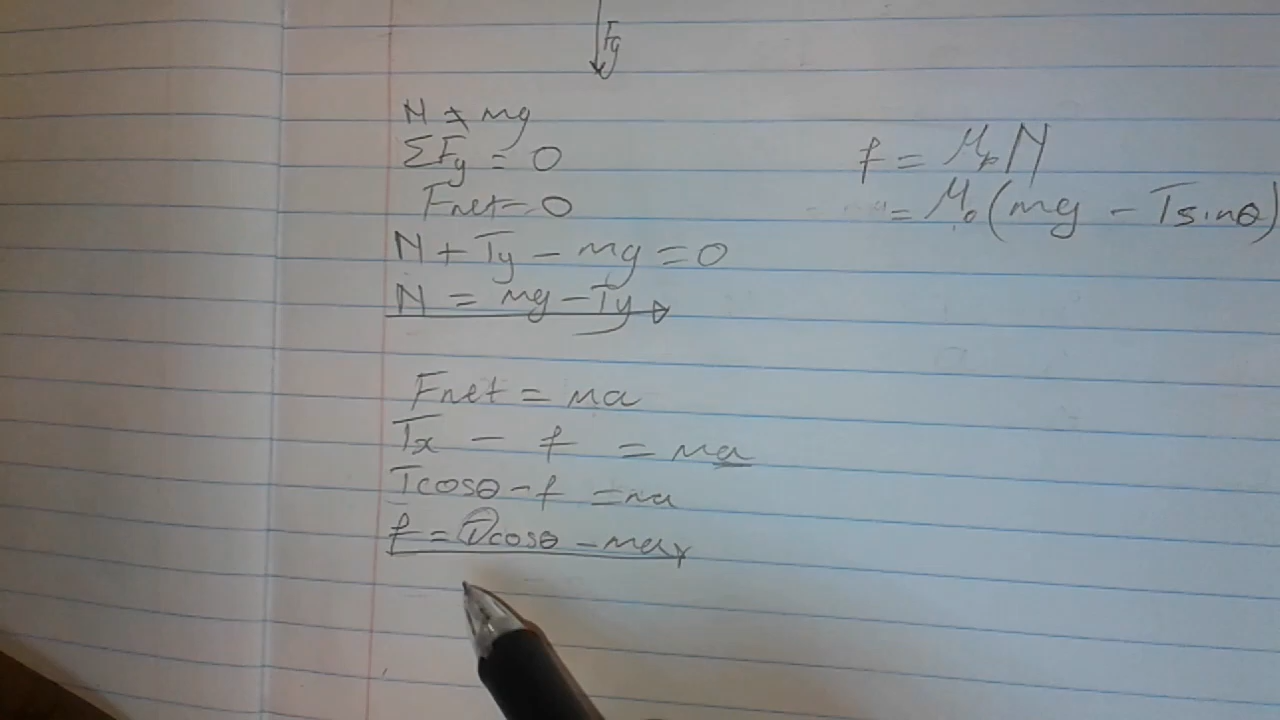 Fg
N ≠ mg
ΣFy = 0
Fnet = 0
N + Ty - mg = 0
N = mg - Ty
f = μk N
= μk (mg - Tsinθ)
Fnet = ma
Tx - f = ma
Tcosθ - f = ma
f = Tcosθ - ma